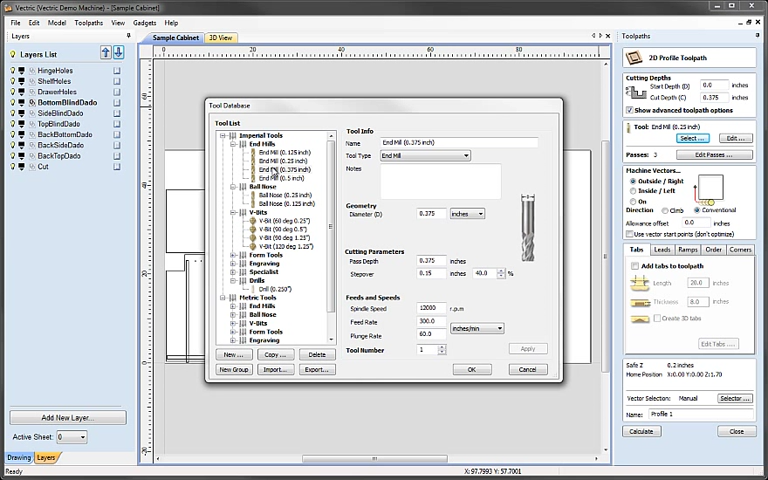 Vectric (Vectric Demo Machine) - [Sample Cabinet]
File Edit Model Toolpaths View Gadgets Help
Layers
Layers List
HingeHoles
ShelfHoles
DrawerHoles
BottomBlindDado
SideBlindDado
TopBlindDado
BackBottomDado
BackSideDado
BackTopDado
Cut
Add New Layer...
Active Sheet: 0
Drawing Layers
Ready
Sample Cabinet 3D View
0 20 40 60 80
60
40
20
0
-20
Tool Database
Tool List
Imperial Tools
End Mills
End Mill (0.125 inch)
End Mill (0.25 inch)
End Mill (0.375 inch)
End Mill (0.5 inch)
Ball Nose
Ball Nose (0.25 inch)
Ball Nose (0.125 inch)
V-Bits
V-Bit (60 deg 0.25")
V-Bit (90 deg 0.5")
V-Bit (90 deg 1.25")
V-Bit (120 deg 1.25")
Form Tools
Engraving
Specialist
Drills
Drill (0.250")
Metric Tools
End Mills
Ball Nose
V-Bits
Form Tools
Engraving
New ... Copy ... Delete
New Group Import... Export...
Tool Info
Name End Mill (0.375 inch)
Tool Type End Mill
Notes
Geometry
Diameter (D) 0.375 inches
Cutting Parameters
Pass Depth 0.375 inches
Stepover 0.15 inches 40.0 %
Feeds and Speeds
Spindle Speed 12000 r.p.m
Feed Rate 300.0 inches/min
Plunge Rate 60.0
Tool Number 1 Apply
OK Cancel
X: 97.7993 Y: 57.7001
Toolpaths
2D Profile Toolpath
Cutting Depths
Start Depth (D) 0.0 inches
Cut Depth (C) 0.375 inches
Show advanced toolpath options
Tool: End Mill (0.25 inch)
Select ... Edit ...
Passes: 3 Edit Passes ...
Machine Vectors...
Outside / Right
Inside / Left
On
Direction Climb Conventional
Allowance offset 0.0 inches
Use vector start points (don't optimize)
Tabs Leads Ramps Order Corners
Add tabs to toolpath
Length 20.0 inches
Thickness 8.0 inches
Create 3D tabs
Edit Tabs ...
Safe Z 0.2 inches
Home Position X:0.00 Y:0.00 Z:1.70
Vector Selection: Manual Selector ...
Name: Profile 1
Calculate Close